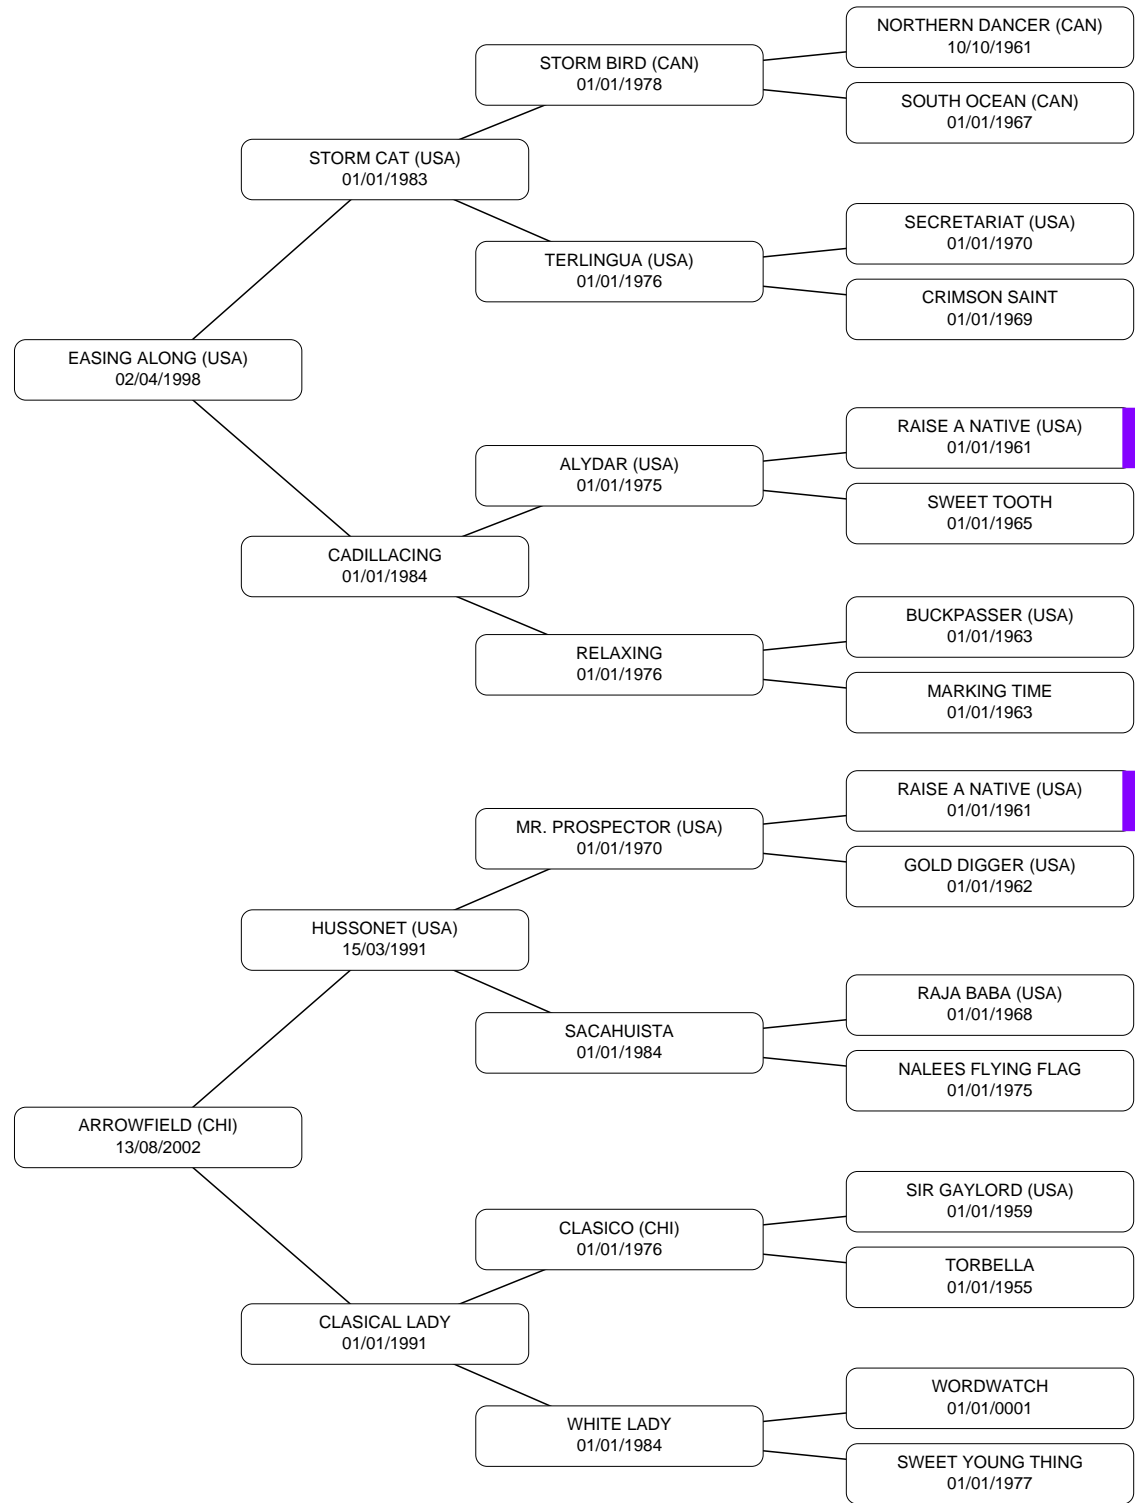 NORTHERN DANCER (CAN)
10/10/1961
STORM BIRD (CAN)
01/01/1978
SOUTH OCEAN (CAN)
01/01/1967
STORM CAT (USA)
01/01/1983
SECRETARIAT (USA)
01/01/1970
TERLINGUA (USA)
01/01/1976
CRIMSON SAINT
01/01/1969
EASING ALONG (USA)
02/04/1998
RAISE A NATIVE (USA)
01/01/1961
ALYDAR (USA)
01/01/1975
SWEET TOOTH
01/01/1965
CADILLACING
01/01/1984
BUCKPASSER (USA)
01/01/1963
RELAXING
01/01/1976
MARKING TIME
01/01/1963
RAISE A NATIVE (USA)
01/01/1961
MR. PROSPECTOR (USA)
01/01/1970
GOLD DIGGER (USA)
01/01/1962
HUSSONET (USA)
15/03/1991
RAJA BABA (USA)
01/01/1968
SACAHUISTA
01/01/1984
NALEES FLYING FLAG
01/01/1975
ARROWFIELD (CHI)
13/08/2002
SIR GAYLORD (USA)
01/01/1959
CLASICO (CHI)
01/01/1976
TORBELLA
01/01/1955
CLASICAL LADY
01/01/1991
WORDWATCH
01/01/0001
WHITE LADY
01/01/1984
SWEET YOUNG THING
01/01/1977